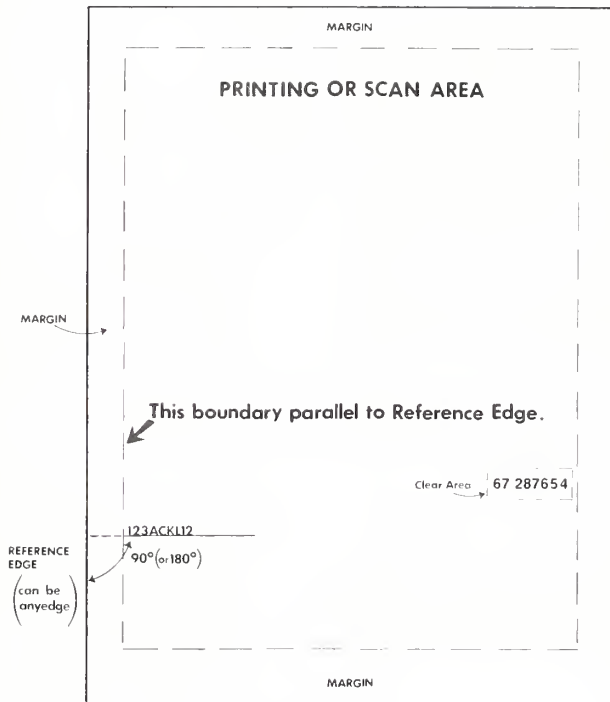 MARGIN
PRINTING OR SCAN AREA
MARGIN
This boundary parallel to Reference Edge.
Clear Area
67 287654
123ACKL12
90° (or 180°)
REFERENCE
EDGE
(can be
anyedge)
MARGIN